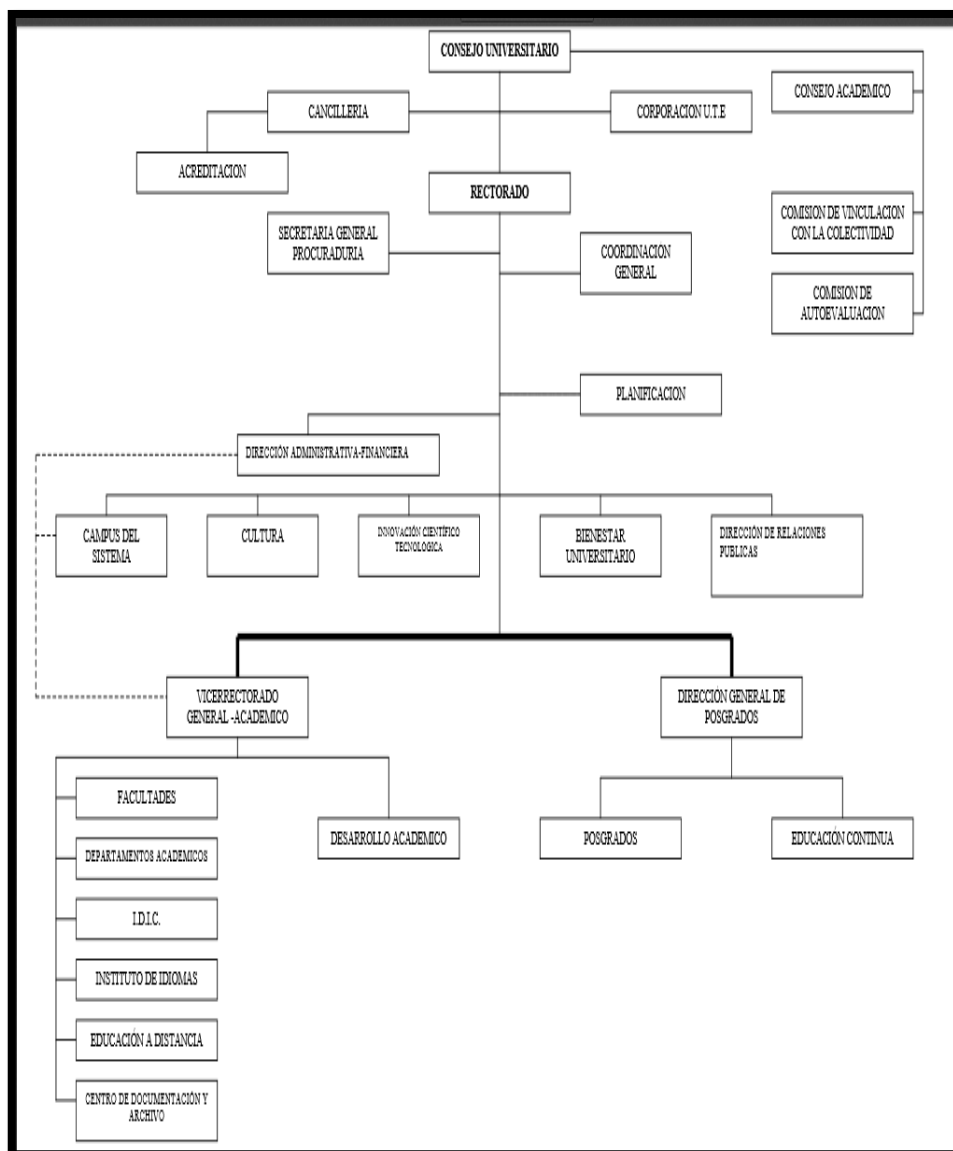 CONSEJO UNIVERSITARIO
CONSEJO ACADEMICO
CANCILLERIA
CORPORACION U.T.E
ACREDITACION
RECTORADO
SECRETARIA GENERAL
PROCURADURIA
COMISION DE VINCULACION
CON LA COLECTIVIDAD
COORDINACION
GENERAL
COMISION DE
AUTOEVALUACION
PLANIFICACION
DIRECCIÓN ADMINISTRATIVA-FINANCIERA
CAMPUS DEL
SISTEMA
CULTURA
INNOVACIÓN CIENTÍFICO
TECNOLOGICA
BIENESTAR
UNIVERSITARIO
DIRECCIÓN DE RELACIONES
PUBLICAS
VICERRECTORADO
GENERAL -ACADEMICO
DIRECCIÓN GENERAL DE
POSGRADOS
FACULTADES
DESARROLLO ACADEMICO
POSGRADOS
EDUCACIÓN CONTINUA
DEPARTAMENTOS ACADEMICOS
I.D.I.C.
INSTITUTO DE IDIOMAS
EDUCACIÓN A DISTANCIA
CENTRO DE DOCUMENTACIÓN Y
ARCHIVO